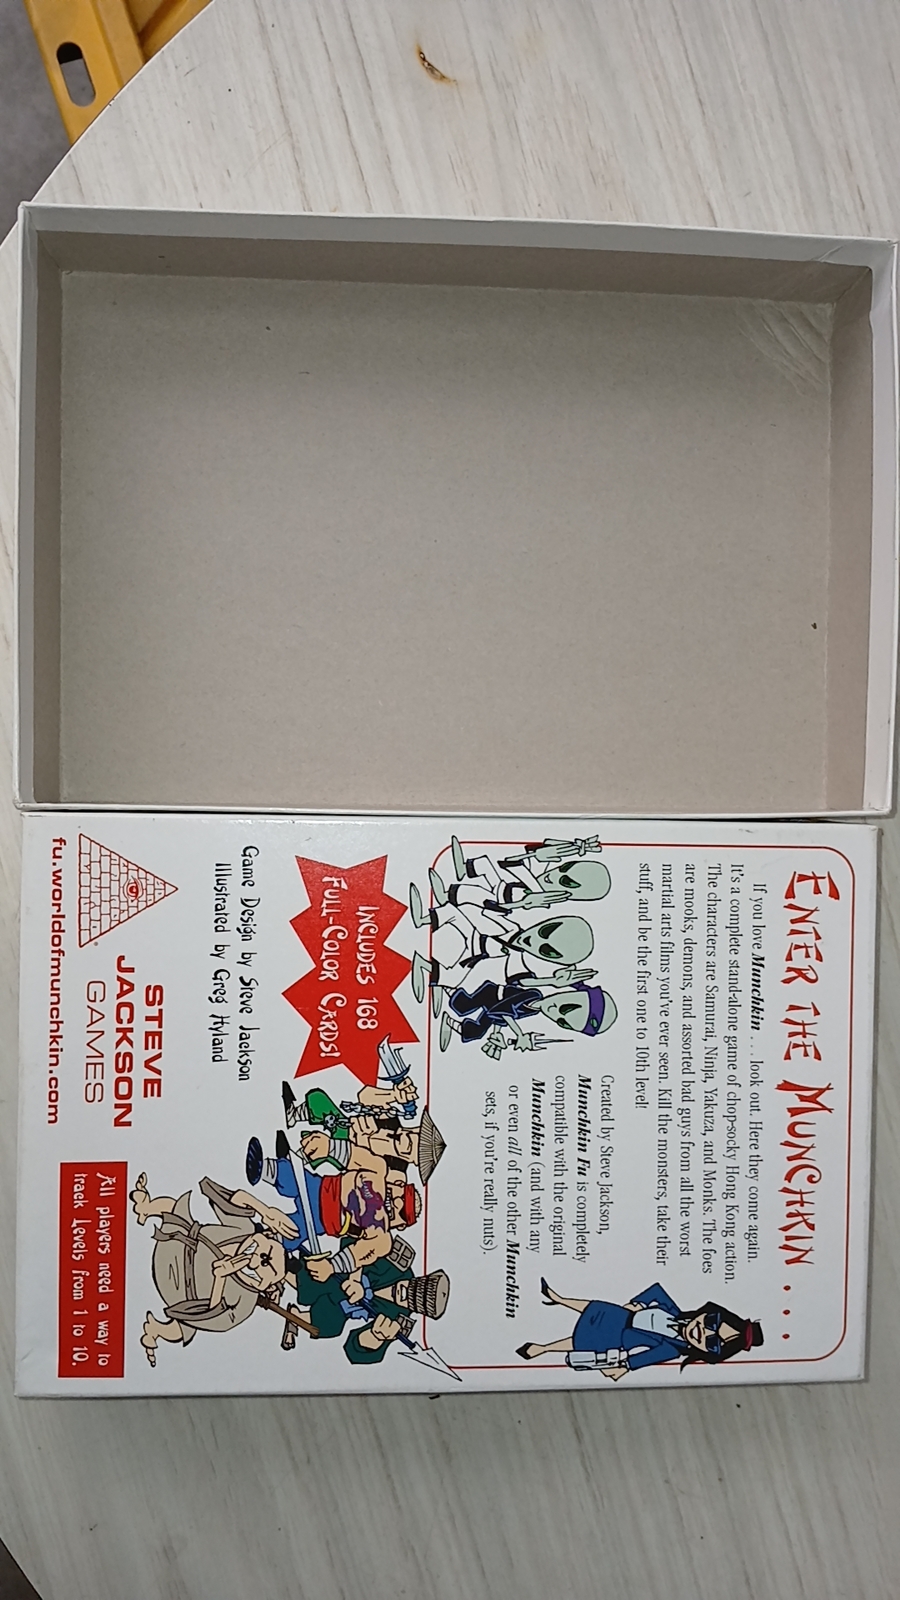 ENTER THE MUNCHKIN . . .
If you love Munchkin . . . look out. Here they come again.
It's a complete stand-alone game of chop-socky Hong Kong action.
The characters are Samurai, Ninja, Yakuza, and Monks. The foes
are mooks, demons, and assorted bad guys from all the worst
martial arts films you've ever seen. Kill the monsters, take their
stuff, and be the first one to 10th level!
Created by Steve Jackson,
Munchkin Fu is completely
compatible with the original
Munchkin (and with any
or even all of the other Munchkin
sets, if you're really nuts).
INCLUDES 168
FULL-COLOR CARDS!
Game Design by Steve Jackson
Illustrated by Greg Hyland
STEVE
JACKSON
GAMES
fu.worldofmunchkin.com
All players need a way to
track Levels from 1 to 10.